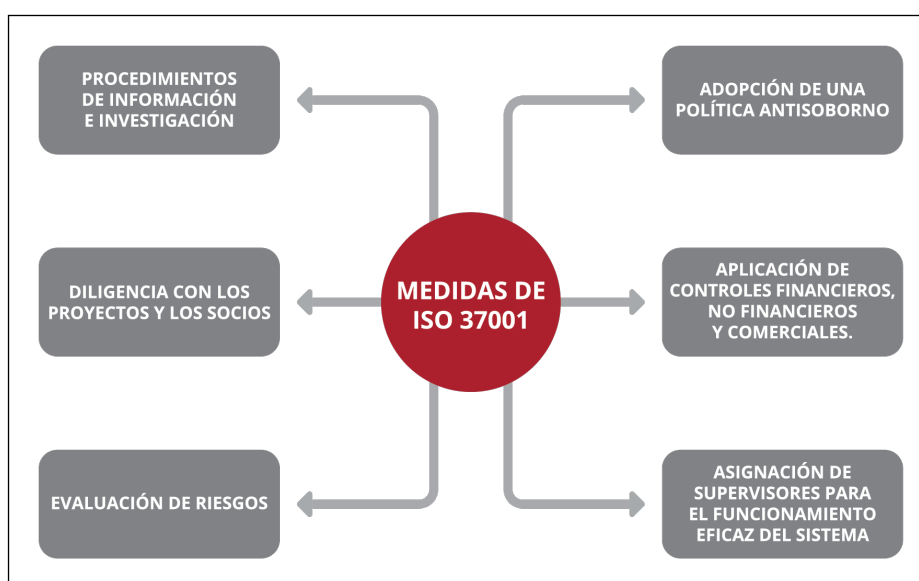 PROCEDIMIENTOS
DE INFORMACIÓN
E INVESTIGACIÓN
ADOPCIÓN DE UNA
POLÍTICA ANTISOBORNO
DILIGENCIA CON LOS
PROYECTOS Y LOS SOCIOS
MEDIDAS DE
ISO 37001
APLICACIÓN DE
CONTROLES FINANCIEROS,
NO FINANCIEROS
Y COMERCIALES.
EVALUACIÓN DE RIESGOS
ASIGNACIÓN DE
SUPERVISORES PARA
EL FUNCIONAMIENTO
EFICAZ DEL SISTEMA